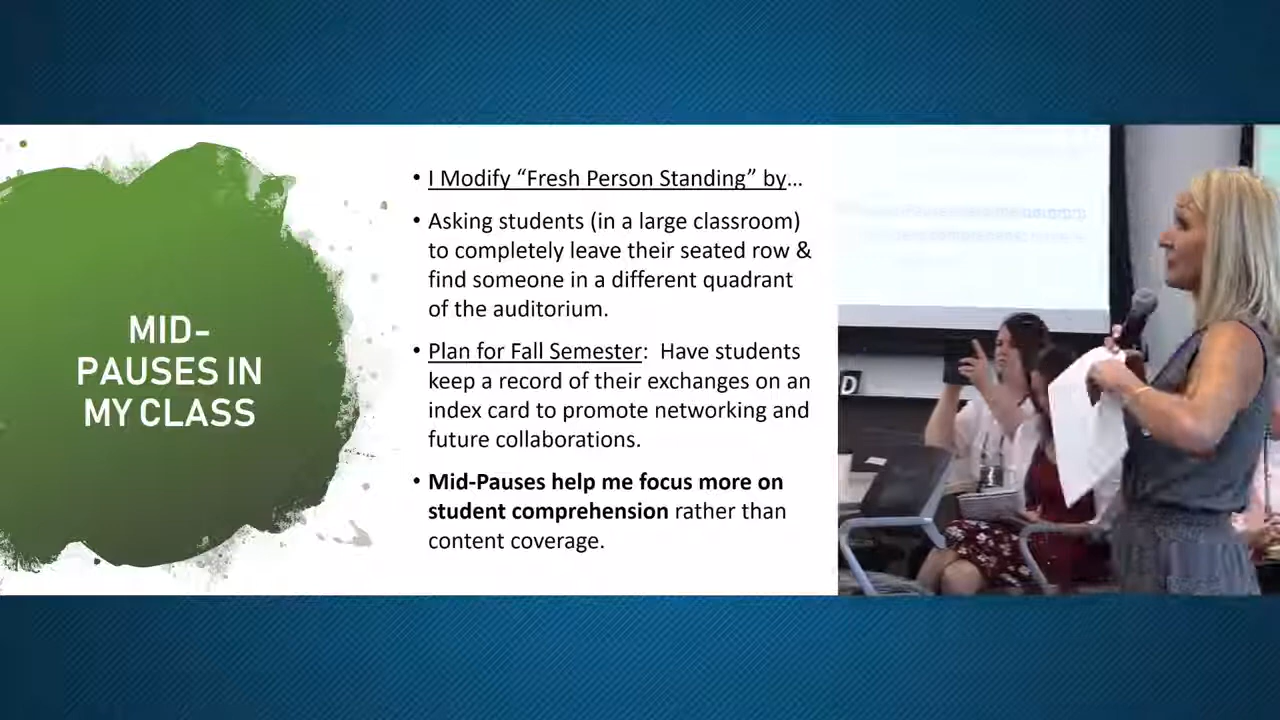 MID-
PAUSES IN
MY CLASS
• I Modify “Fresh Person Standing” by…
• Asking students (in a large classroom)
to completely leave their seated row &
find someone in a different quadrant
of the auditorium.
• Plan for Fall Semester:  Have students
keep a record of their exchanges on an
index card to promote networking and
future collaborations.
• Mid-Pauses help me focus more on
student comprehension rather than
content coverage.
D